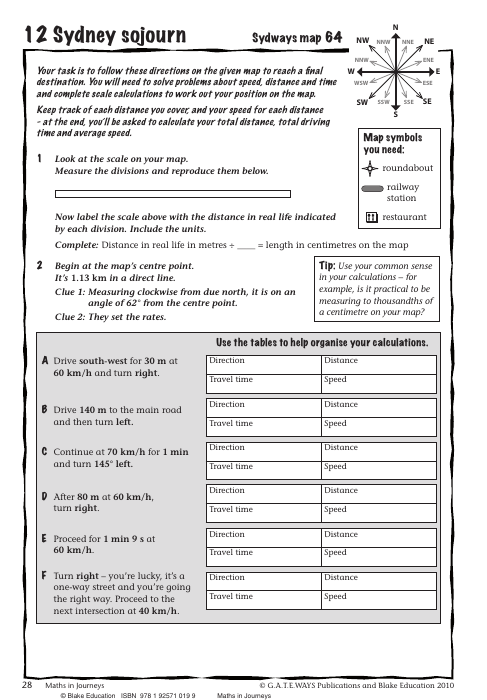 12 Sydney sojourn
Sydways map 64
N
NNW NNE
NW NE
NNW ENE
W E
WSW ESE
SW SSW SSE SE
S
Your task is to follow these directions on the given map to reach a final
destination. You will need to solve problems about speed, distance and time
and complete scale calculations to work out your position on the map.
Keep track of each distance you cover, and your speed for each distance
- at the end, you'll be asked to calculate your total distance, total driving
time and average speed.
Map symbols
you need:
roundabout
railway
station
restaurant
1 Look at the scale on your map.
Measure the divisions and reproduce them below.
Now label the scale above with the distance in real life indicated
by each division. Include the units.
Complete: Distance in real life in metres ÷ ____ = length in centimetres on the map
2 Begin at the map's centre point.
It's 1.13 km in a direct line.
Clue 1: Measuring clockwise from due north, it is on an
angle of 62° from the centre point.
Clue 2: They set the rates.
Tip: Use your common sense
in your calculations – for
example, is it practical to be
measuring to thousandths of
a centimetre on your map?
Use the tables to help organise your calculations.
A Drive south-west for 30 m at
60 km/h and turn right.
Direction Distance
Travel time Speed
B Drive 140 m to the main road
and then turn left.
Direction Distance
Travel time Speed
C Continue at 70 km/h for 1 min
and turn 145° left.
Direction Distance
Travel time Speed
D After 80 m at 60 km/h,
turn right.
Direction Distance
Travel time Speed
E Proceed for 1 min 9 s at
60 km/h.
Direction Distance
Travel time Speed
F Turn right – you're lucky, it's a
one-way street and you're going
the right way. Proceed to the
next intersection at 40 km/h.
Direction Distance
Travel time Speed
28 Maths in Journeys
© G.A.T.E.WAYS Publications and Blake Education 2010
© Blake Education ISBN 978 1 92571 019 9 Maths in Journeys